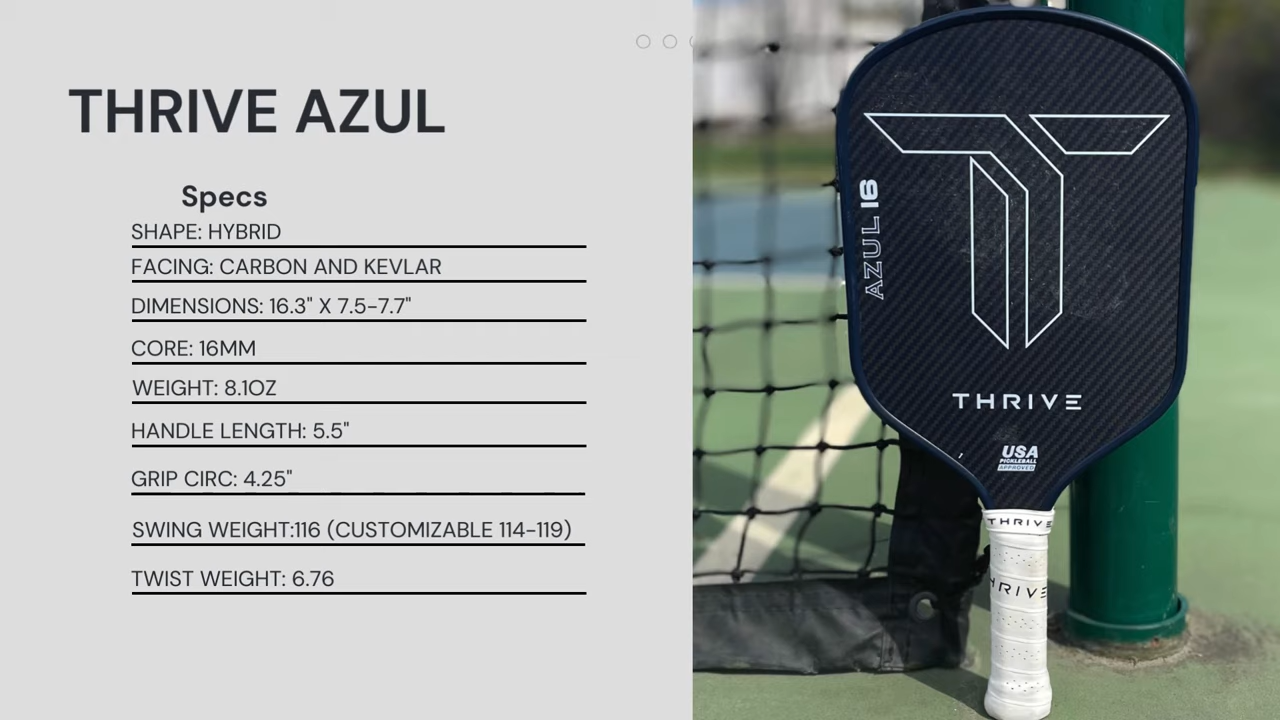 THRIVE AZUL
Specs
SHAPE: HYBRID
FACING: CARBON AND KEVLAR
DIMENSIONS: 16.3" X 7.5-7.7"
CORE: 16MM
WEIGHT: 8.1OZ
HANDLE LENGTH: 5.5"
GRIP CIRC: 4.25"
SWING WEIGHT:116 (CUSTOMIZABLE 114-119)
TWIST WEIGHT: 6.76
AZUL 16
THRIVE
USA
PICKLEBALL
APPROVED
THRIVE
THRIVE